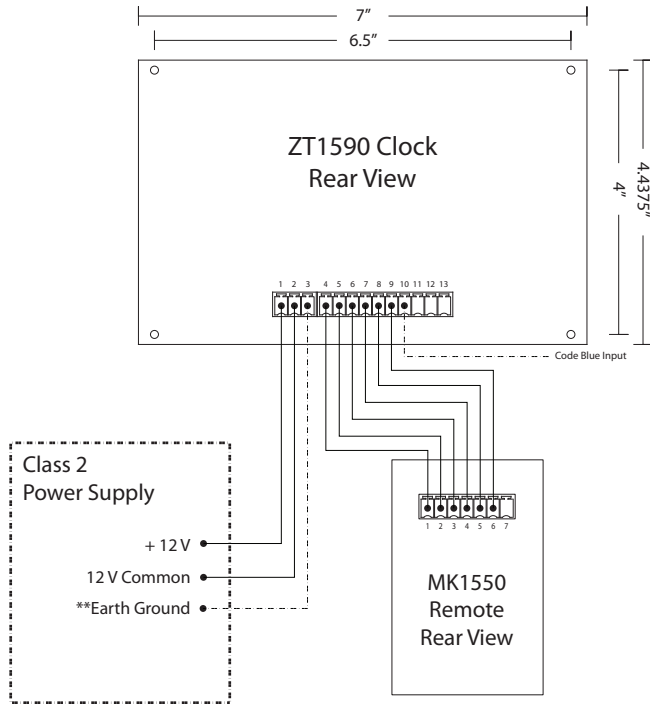 7”
6.5”
ZT1590 Clock
Rear View
4”
4.4375”
1 2 3 4 5 6 7 8 9 10 11 12 13
Code Blue Input
Class 2
Power Supply
+ 12 V
12 V Common
**Earth Ground
1 2 3 4 5 6 7
MK1550
Remote
Rear View